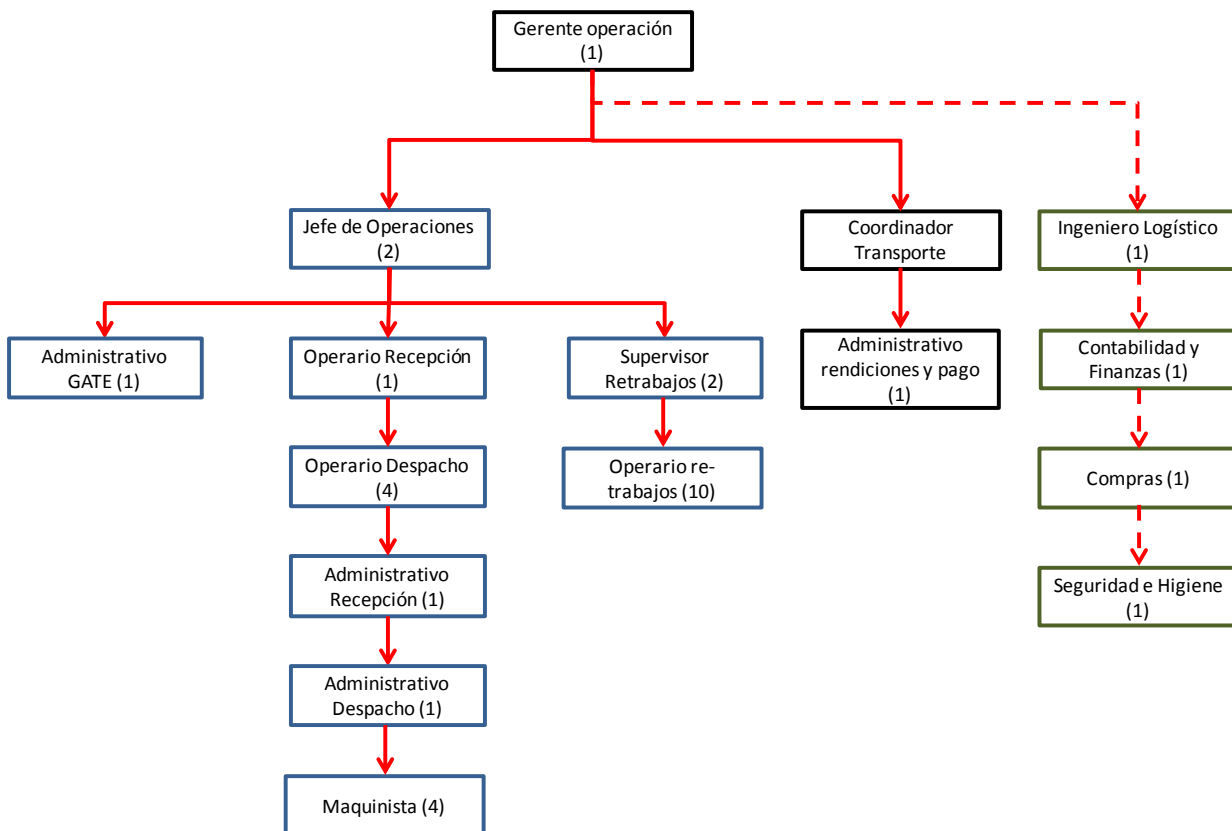 Gerente operación
(1)
Jefe de Operaciones
(2)
Coordinador
Transporte
Ingeniero Logístico
(1)
Administrativo
GATE (1)
Operario Recepción
(1)
Supervisor
Retrabajos (2)
Administrativo
rendiciones y pago
(1)
Contabilidad y
Finanzas (1)
Operario Despacho
(4)
Operario re-
trabajos (10)
Compras (1)
Administrativo
Recepción (1)
Seguridad e Higiene
(1)
Administrativo
Despacho (1)
Maquinista (4)